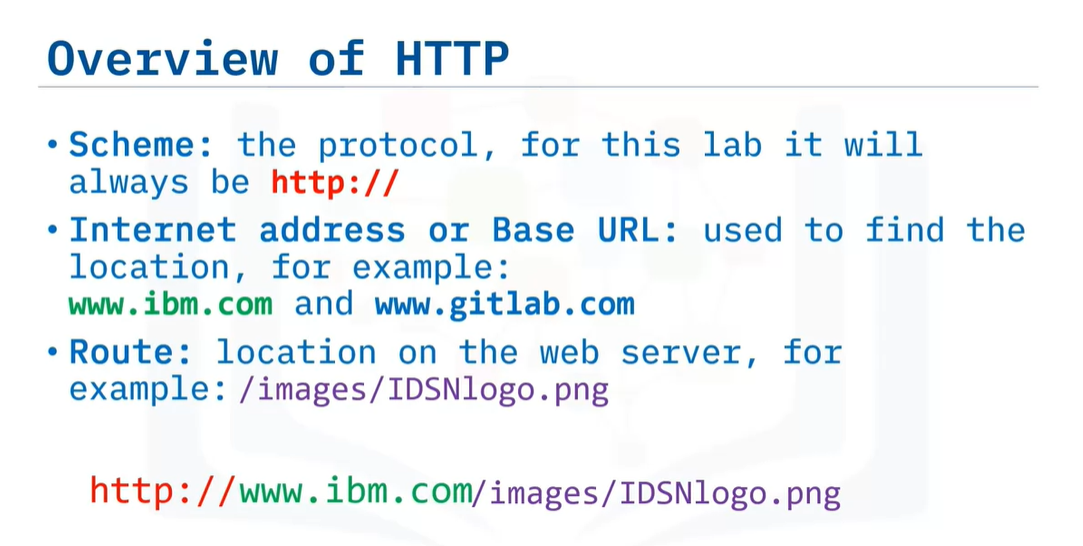 Overview of HTTP
• Scheme: the protocol, for this lab it will
always be http://
• Internet address or Base URL: used to find the
location, for example:
www.ibm.com and www.gitlab.com
• Route: location on the web server, for
example: /images/IDSNlogo.png
http://www.ibm.com/images/IDSNlogo.png